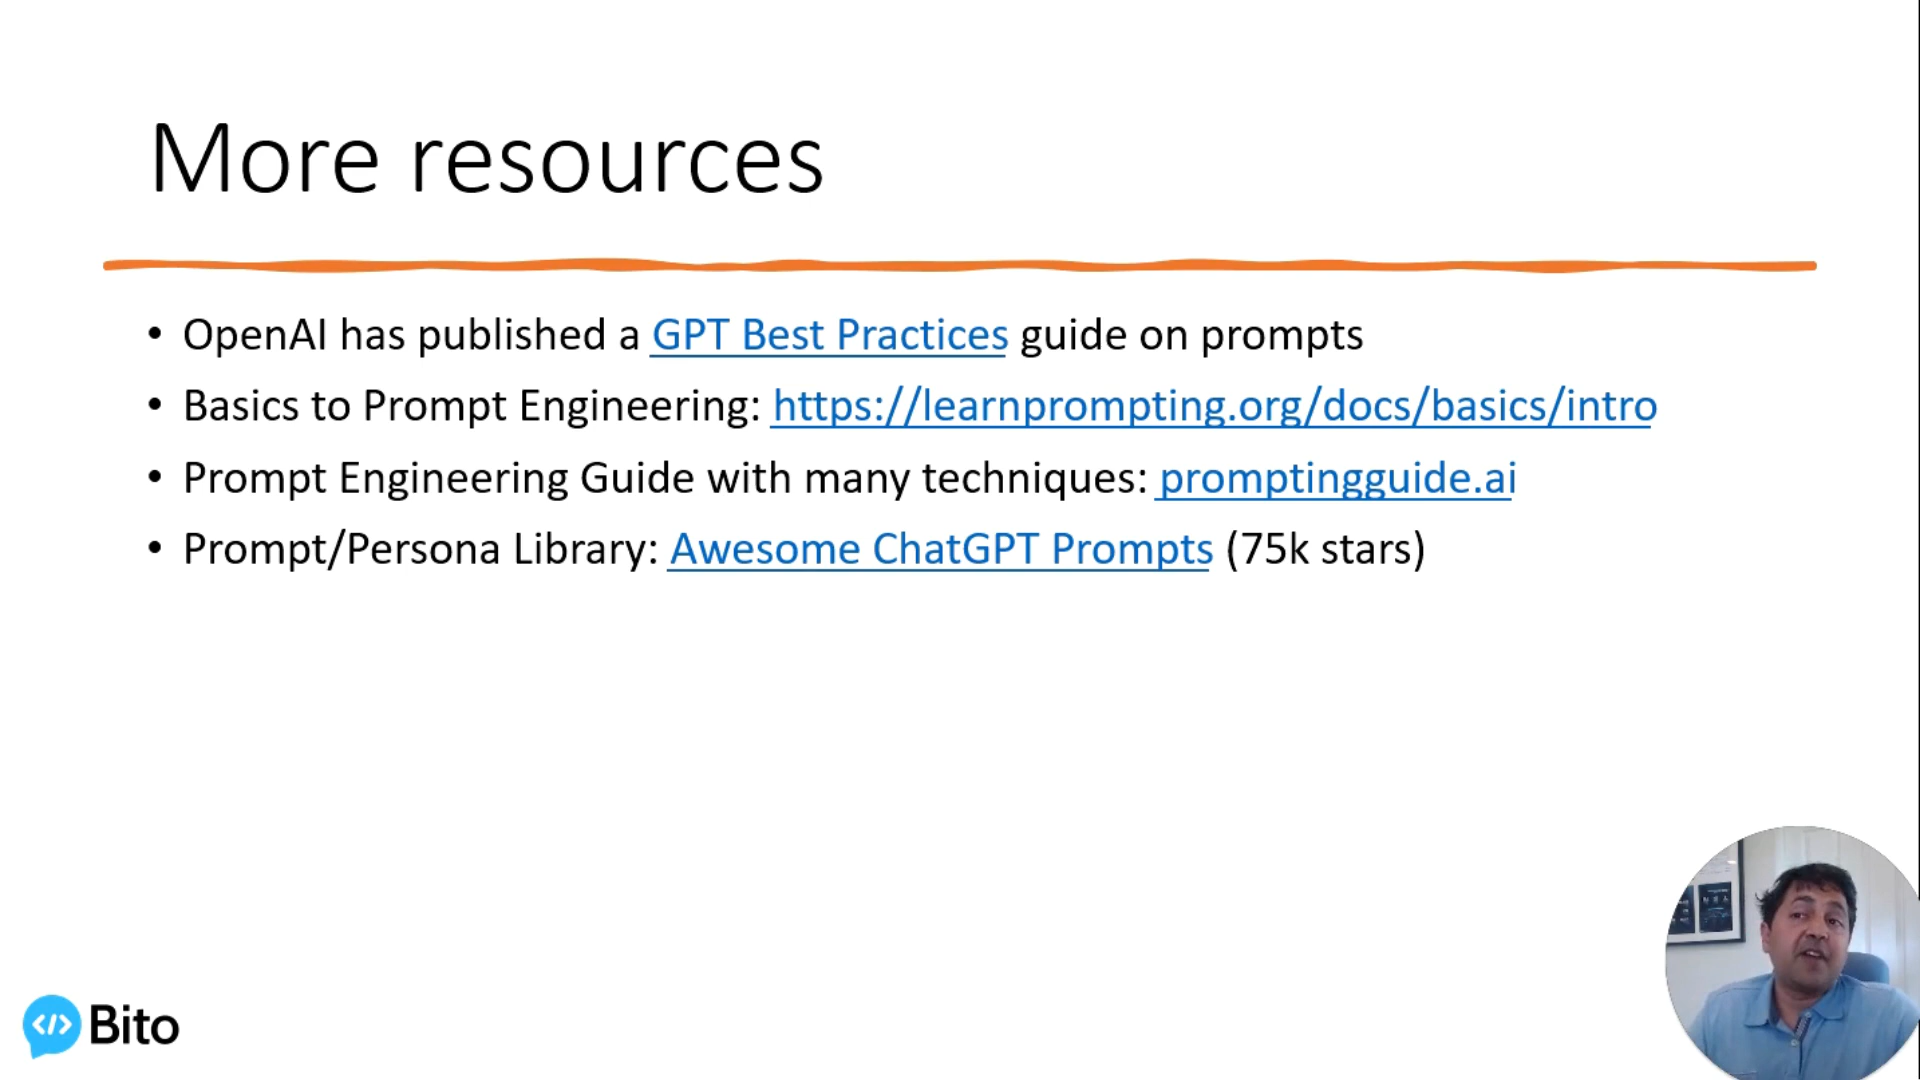 More resources
• OpenAI has published a GPT Best Practices guide on prompts
• Basics to Prompt Engineering: https://learnprompting.org/docs/basics/intro
• Prompt Engineering Guide with many techniques: promptingguide.ai
• Prompt/Persona Library: Awesome ChatGPT Prompts (75k stars)
</> Bito